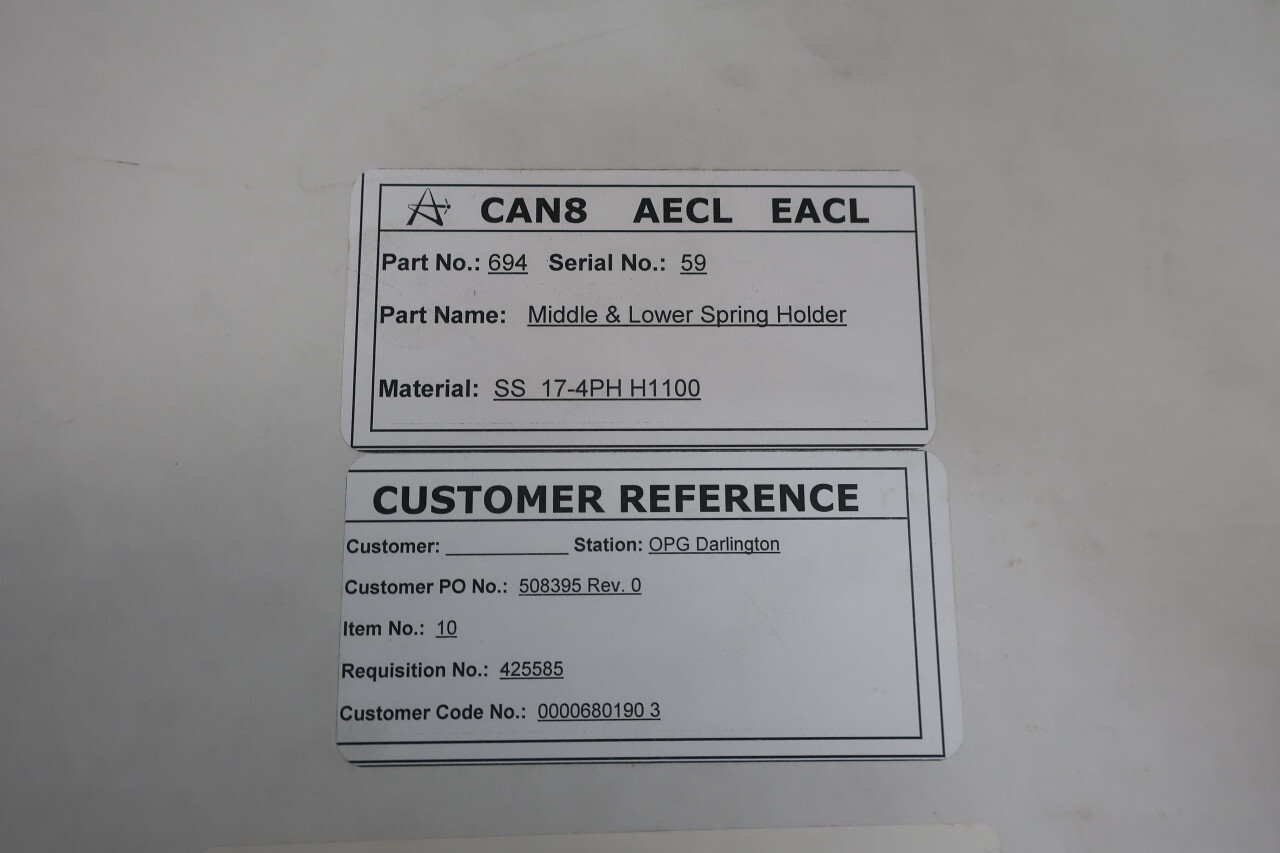 CAN8 AECL EACL
Part No.: 694 Serial No.: 59
Part Name: Middle & Lower Spring Holder
Material: SS 17-4PH H1100
CUSTOMER REFERENCE
Customer: ____________ Station: OPG Darlington
Customer PO No.: 508395 Rev. 0
Item No.: 10
Requisition No.: 425585
Customer Code No.: 0000680190 3